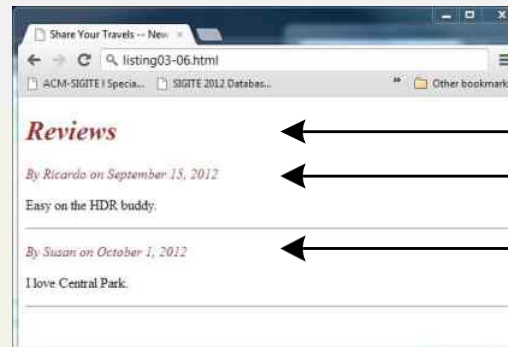 Share Your Travels -- New
listing03-06.html
ACM-SIGITE | Specia... SIGITE 2012 Databas... » Other bookmark
Reviews
By Ricardo on September 15, 2012
Easy on the HDR buddy.
By Susan on October 1, 2012
I love Central Park.